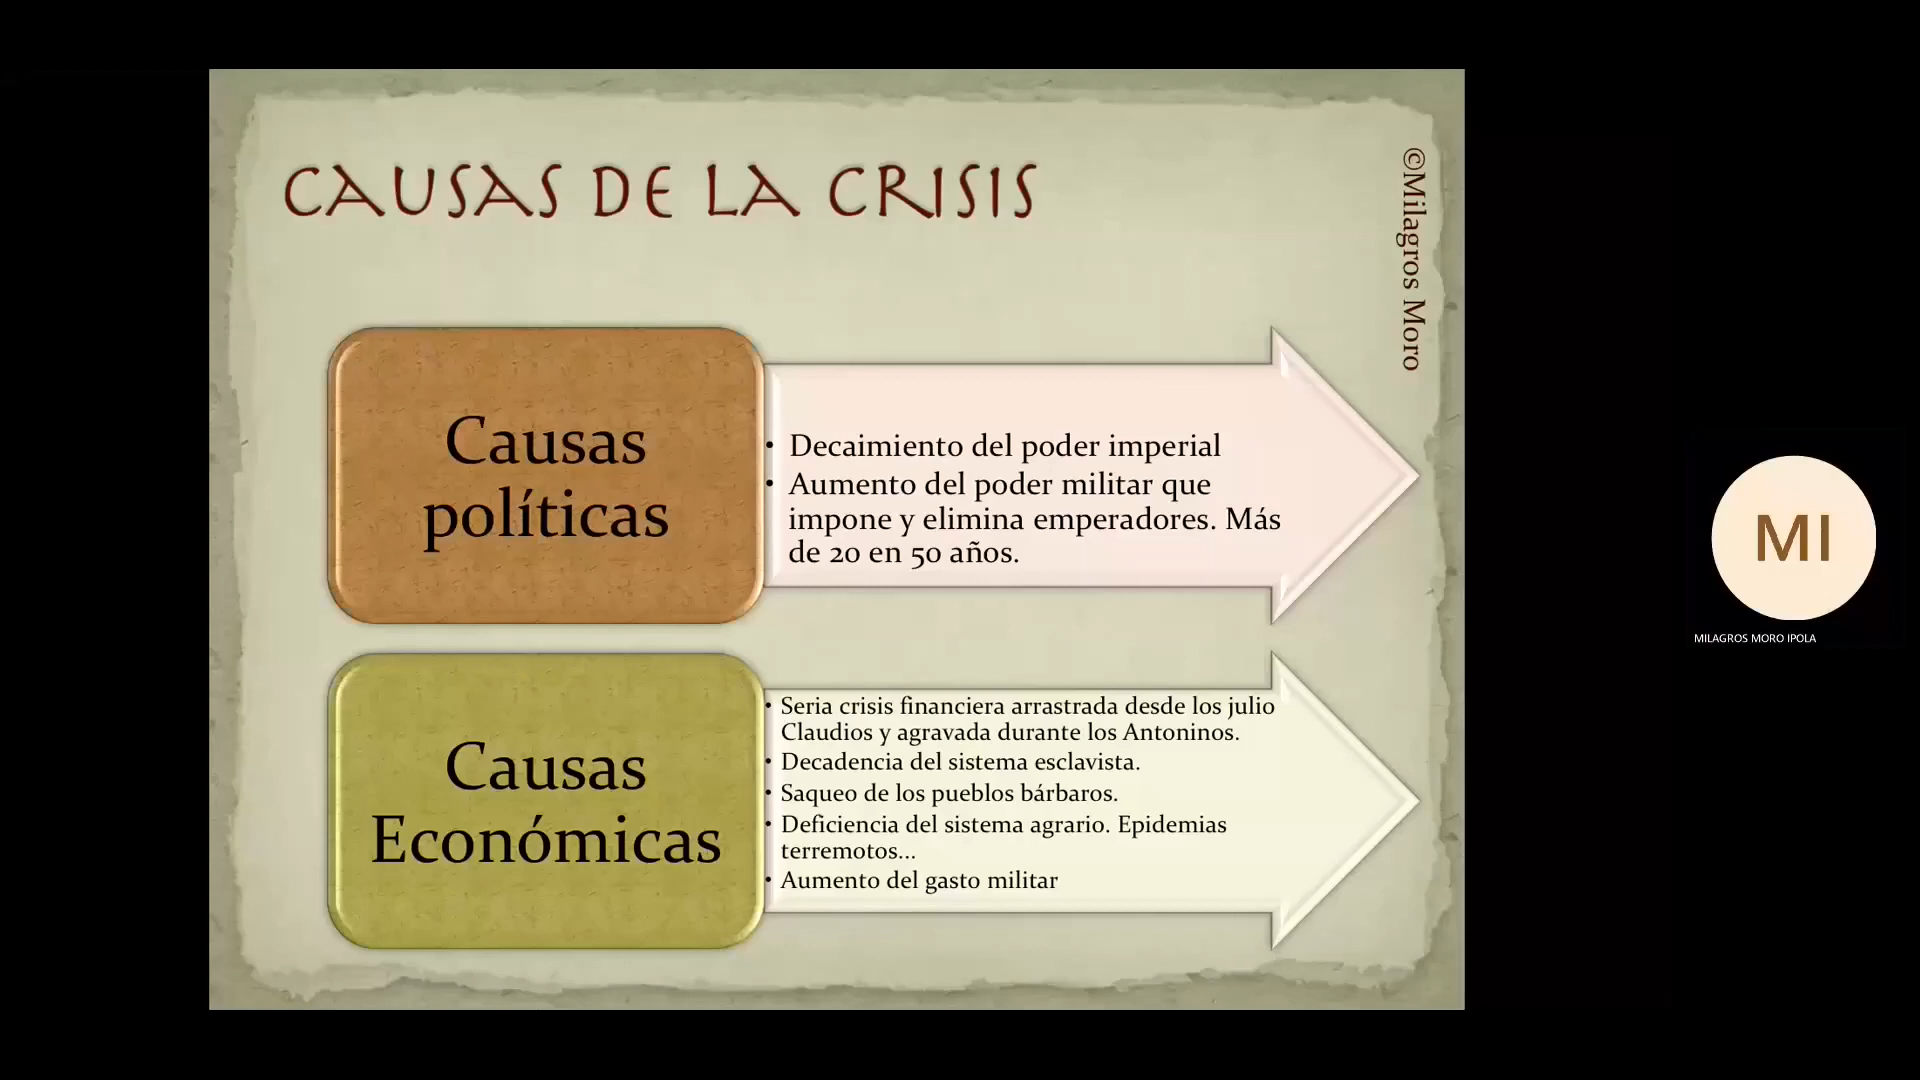 CAUSAS DE LA CRISIS
©Milagros Moro
Causas
políticas
• Decaimiento del poder imperial
• Aumento del poder militar que
impone y elimina emperadores. Más
de 20 en 50 años.
Causas
Económicas
• Seria crisis financiera arrastrada desde los julio
Claudios y agravada durante los Antoninos.
• Decadencia del sistema esclavista.
• Saqueo de los pueblos bárbaros.
• Deficiencia del sistema agrario. Epidemias
terremotos...
• Aumento del gasto militar
MI
MILAGROS MORO IPOLA